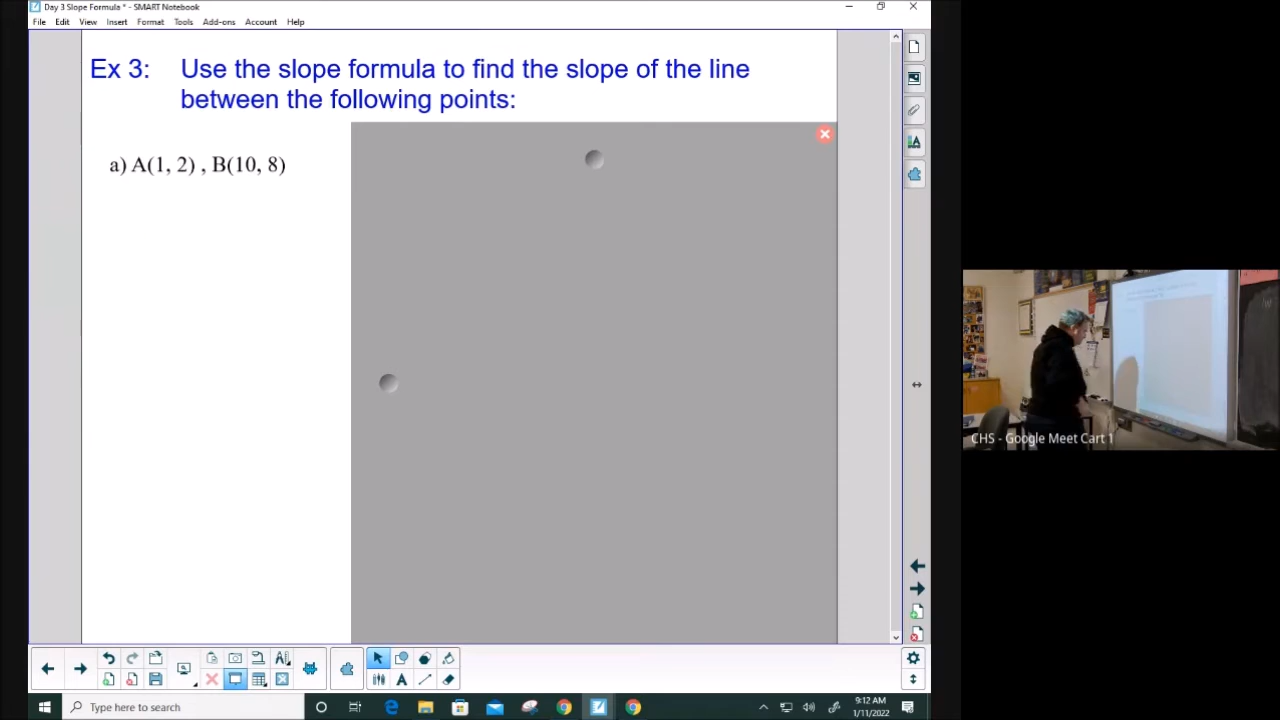 Day 3 Slope Formula * - SMART Notebook
File Edit View Insert Format Tools Add-ons Account Help
Ex 3: Use the slope formula to find the slope of the line
between the following points:
a) A(1, 2) , B(10, 8)
CHS - Google Meet Cart 1
Type here to search
9:12 AM
1/11/2022